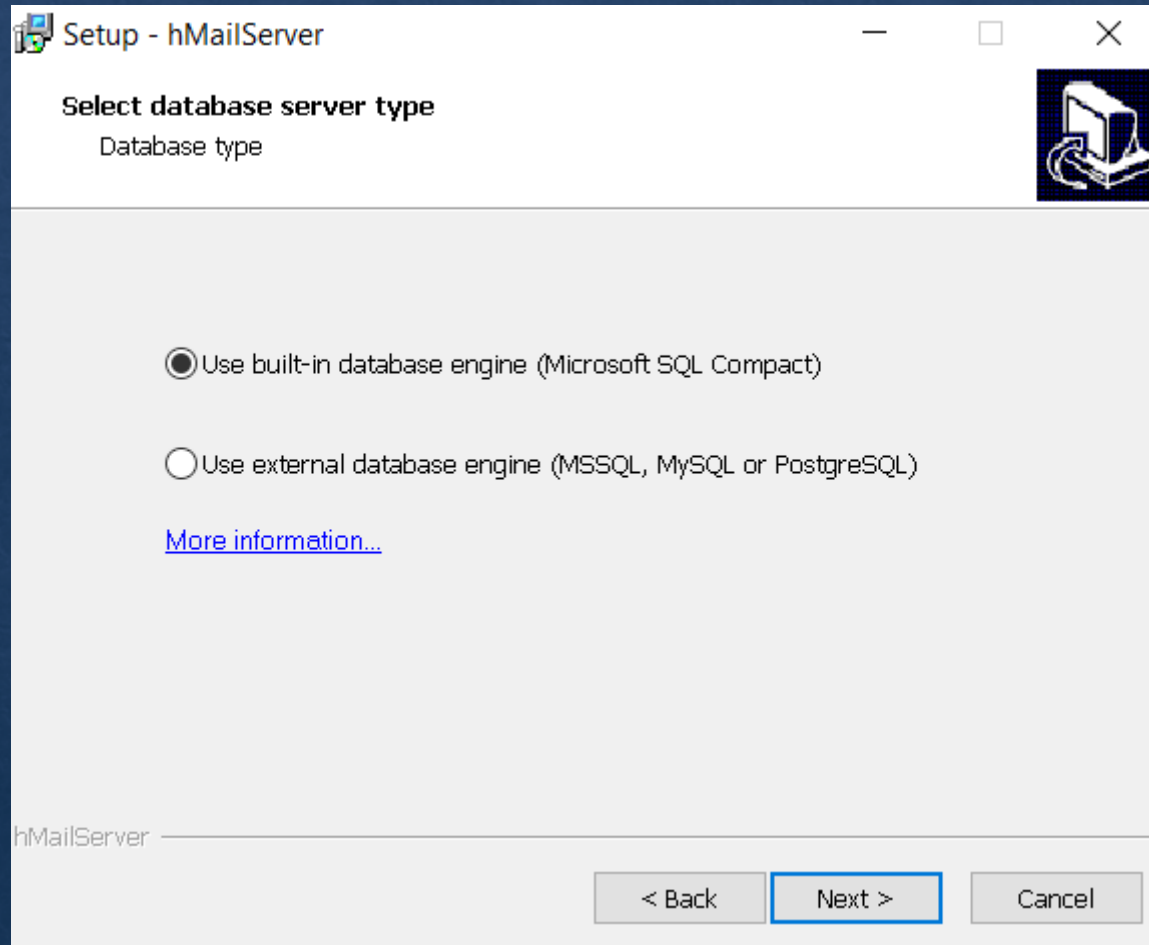 Setup - hMailServer
Select database server type
Database type
Use built-in database engine (Microsoft SQL Compact)
Use external database engine (MSSQL, MySQL or PostgreSQL)
More information...
hMailServer
< Back
Next >
Cancel